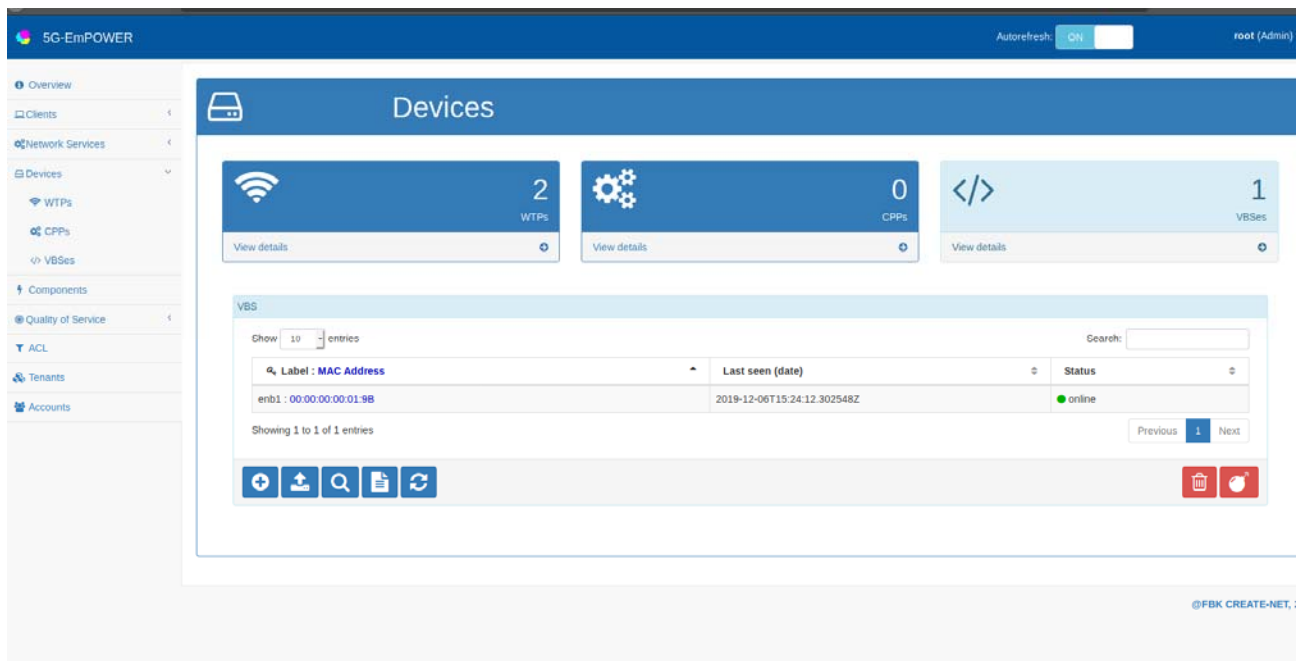 5G-EmPOWER
Autorefresh: ON
root (Admin)
Overview
Clients
Network Services
Devices
WTPs
CPPs
VBSes
Components
Quality of Service
ACL
Tenants
Accounts
Devices
2
WTPs
View details
0
CPPs
View details
1
VBSes
View details
VBS
Show 10 entries
Search:
Label : MAC Address Last seen (date) Status
enb1 : 00:00:00:00:01:9B 2019-12-06T15:24:12.302548Z online
Showing 1 to 1 of 1 entries
Previous 1 Next
@FBK CREATE-NET,